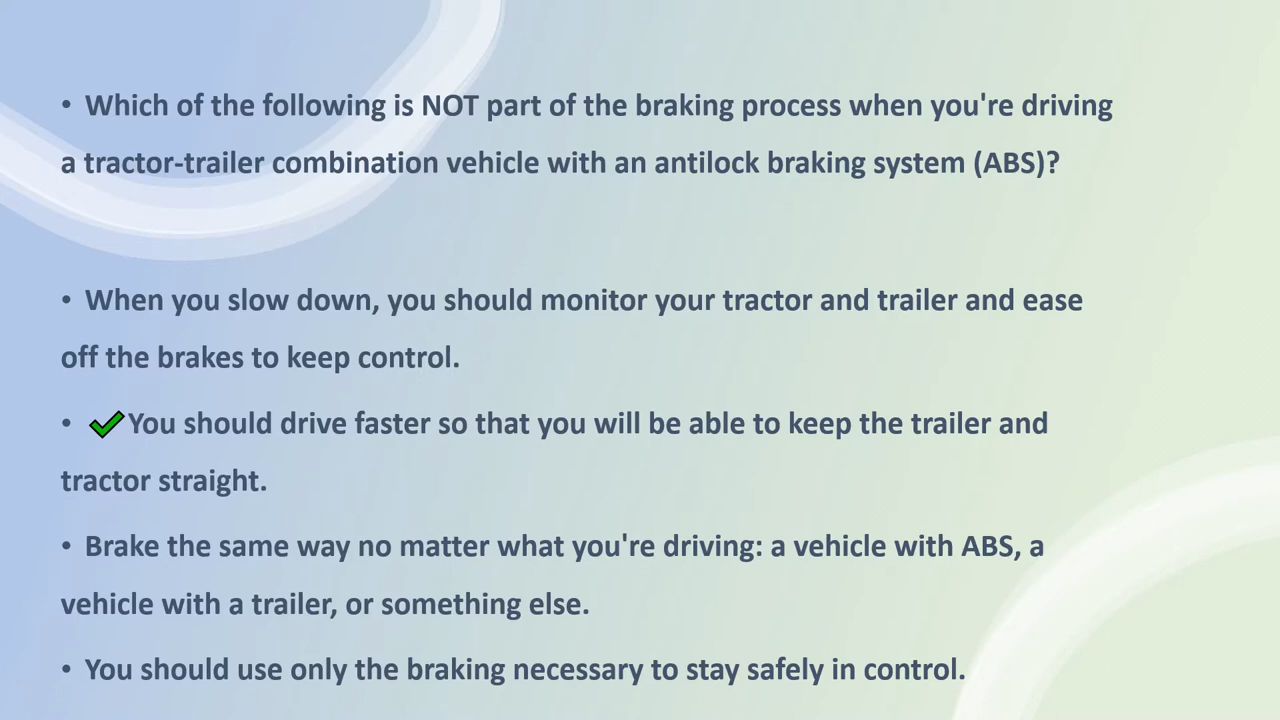 • Which of the following is NOT part of the braking process when you're driving
a tractor-trailer combination vehicle with an antilock braking system (ABS)?
• When you slow down, you should monitor your tractor and trailer and ease
off the brakes to keep control.
• ✔You should drive faster so that you will be able to keep the trailer and
tractor straight.
• Brake the same way no matter what you're driving: a vehicle with ABS, a
vehicle with a trailer, or something else.
• You should use only the braking necessary to stay safely in control.